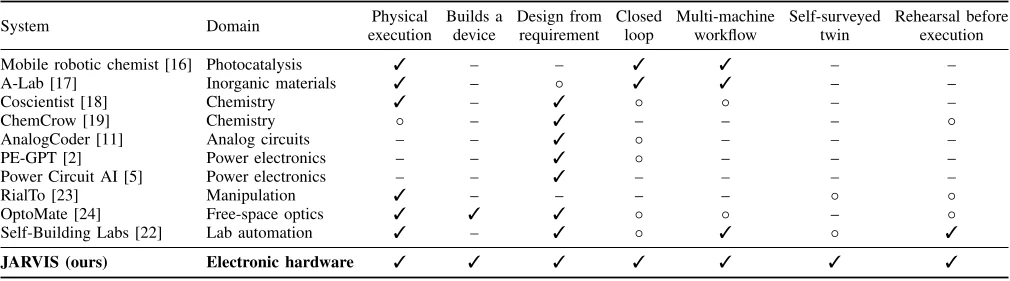 System Domain Physical execution Builds a device Design from requirement Closed loop Multi-machine workflow Self-surveyed twin Rehearsal before execution
Mobile robotic chemist [16] Photocatalysis ✓ – – ✓ ✓ – –
A-Lab [17] Inorganic materials ✓ – ○ ✓ ✓ – –
Coscientist [18] Chemistry ✓ – ✓ ○ ○ – –
ChemCrow [19] Chemistry ○ – ✓ – – – ○
AnalogCoder [11] Analog circuits – – ✓ ○ – – –
PE-GPT [2] Power electronics – – ✓ ○ – – –
Power Circuit AI [5] Power electronics – – ✓ – – – –
RialTo [23] Manipulation ✓ – – – – ○ ○
OptoMate [24] Free-space optics ✓ ✓ ✓ ○ ○ – ○
Self-Building Labs [22] Lab automation ✓ – ✓ ○ ✓ ○ ✓
JARVIS (ours) Electronic hardware ✓ ✓ ✓ ✓ ✓ ✓ ✓